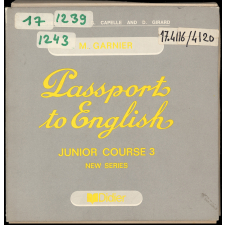 17
1239
1243
CAPELLE AND G. GIRARD
17.4116/4120
Passport
to English
JUNIOR COURSE 3
NEW SERIES